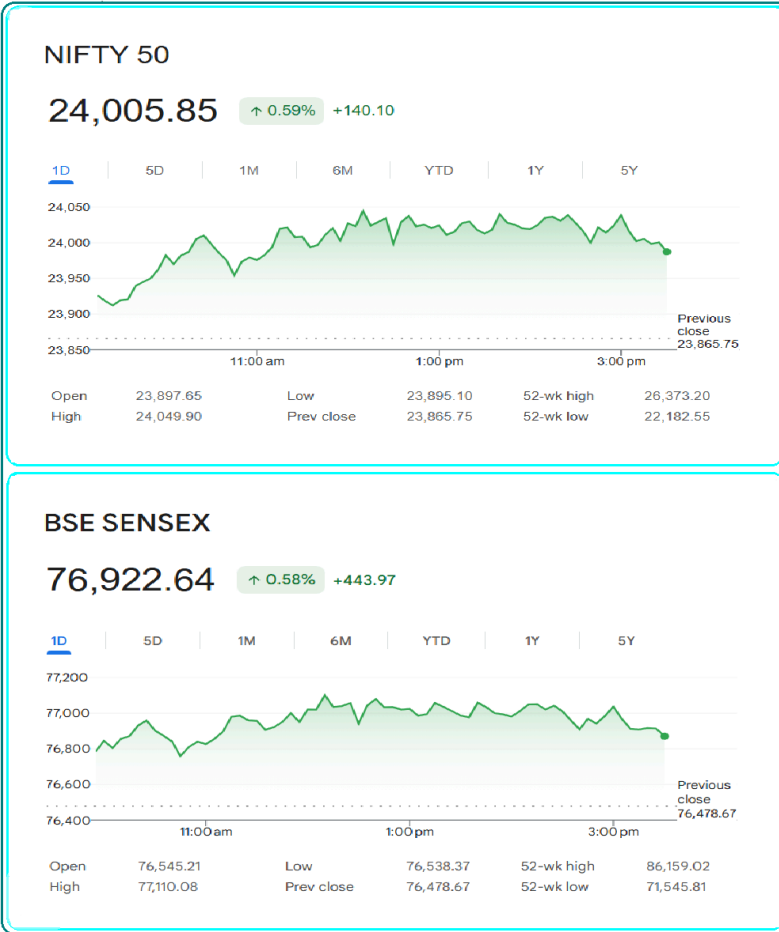 NIFTY 50
24,005.85 ↑ 0.59% +140.10
1D 5D 1M 6M YTD 1Y 5Y
24,050
24,000
23,950
23,900
Previous
close
23,865.75
23,850
11:00 am 1:00 pm 3:00 pm
Open 23,897.65 Low 23,895.10 52-wk high 26,373.20
High 24,049.90 Prev close 23,865.75 52-wk low 22,182.55
BSE SENSEX
76,922.64 ↑ 0.58% +443.97
1D 5D 1M 6M YTD 1Y 5Y
77,200
77,000
76,800
76,600
Previous
close
76,478.67
76,400
11:00 am 1:00 pm 3:00 pm
Open 76,545.21 Low 76,538.37 52-wk high 86,159.02
High 77,110.08 Prev close 76,478.67 52-wk low 71,545.81